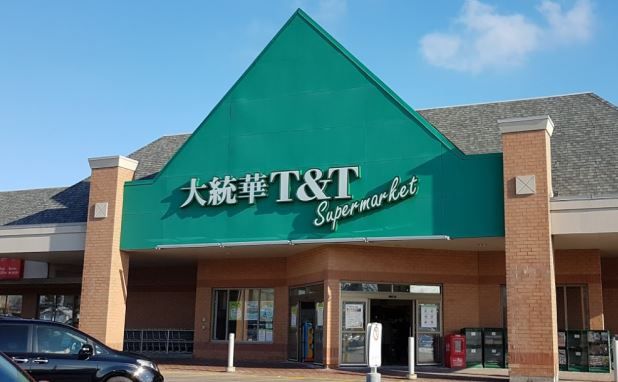 大統華 T&T
Supermarket